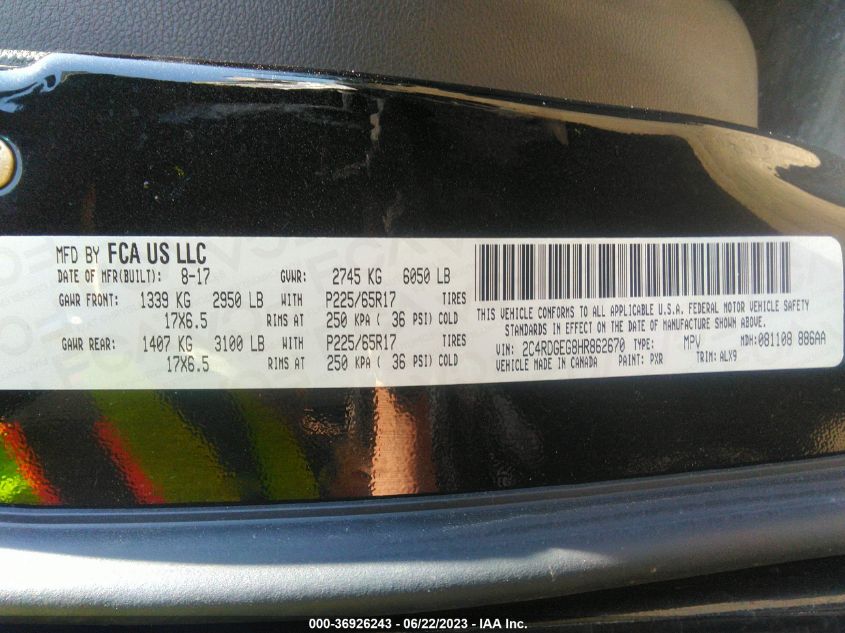 MFD BY FCA US LLC
DATE OF MFR(BUILT): 8-17 GVWR: 2745 KG 6050 LB
GAWR FRONT: 1339 KG 2950 LB WITH P225/65R17 TIRES
17X6.5 RIMS AT 250 KPA ( 36 PSI) COLD
GAWR REAR: 1407 KG 3100 LB WITH P225/65R17 TIRES
17X6.5 RIMS AT 250 KPA ( 36 PSI) COLD
THIS VEHICLE CONFORMS TO ALL APPLICABLE U.S.A. FEDERAL MOTOR VEHICLE SAFETY
STANDARDS IN EFFECT ON THE DATE OF MANUFACTURE SHOWN ABOVE.
VIN: 2C4RDGEG8HR862670 TYPE: MPV MDH:081108 886AA
VEHICLE MADE IN CANADA PAINT: PXR TRIM: ALX9
000-36926243 - 06/22/2023 - IAA Inc.